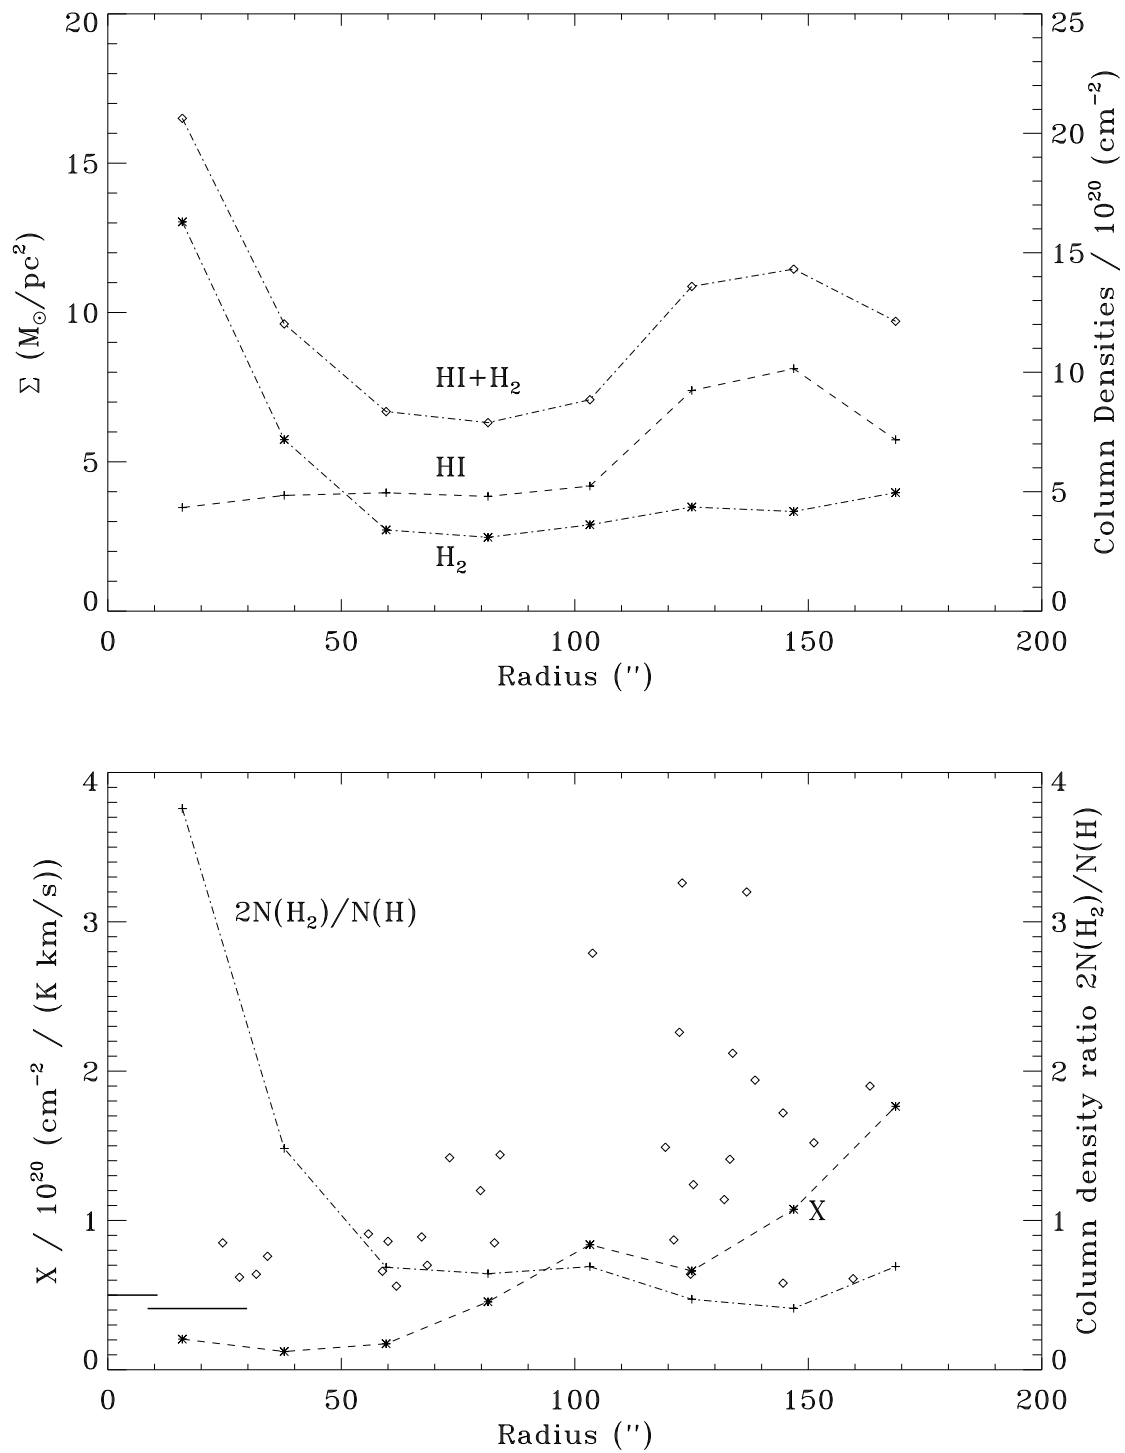 20
15
10
5
0
25
20
15
10
5
0
Σ (M⊙/pc²)
Column Densities / 10²⁰ (cm⁻²)
HI+H₂
HI
H₂
0 50 100 150 200
Radius ('')
4
3
2
1
0
4
3
2
1
0
X / 10²⁰ (cm⁻² / (K km/s))
Column density ratio 2N(H₂)/N(H)
2N(H₂)/N(H)
X
0 50 100 150 200
Radius ('')